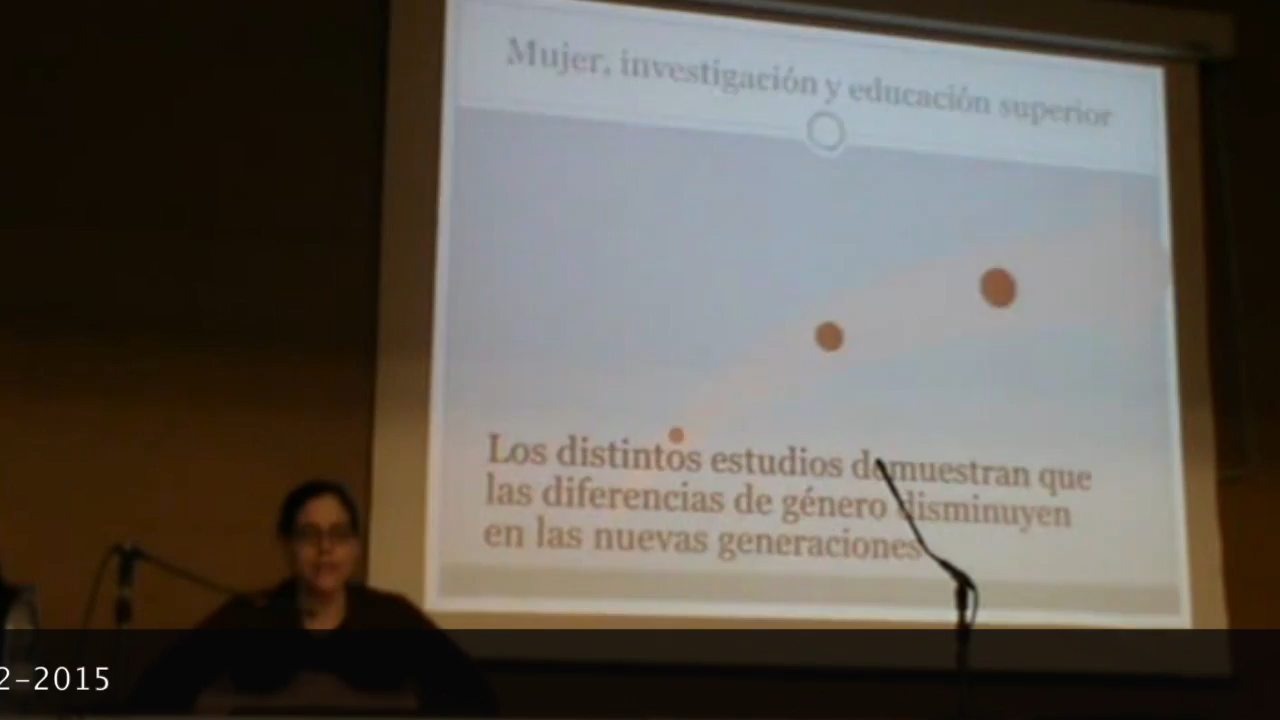 Mujer, investigación y educación superior
Los distintos estudios demuestran que
las diferencias de género disminuyen
en las nuevas generaciones
2-2015